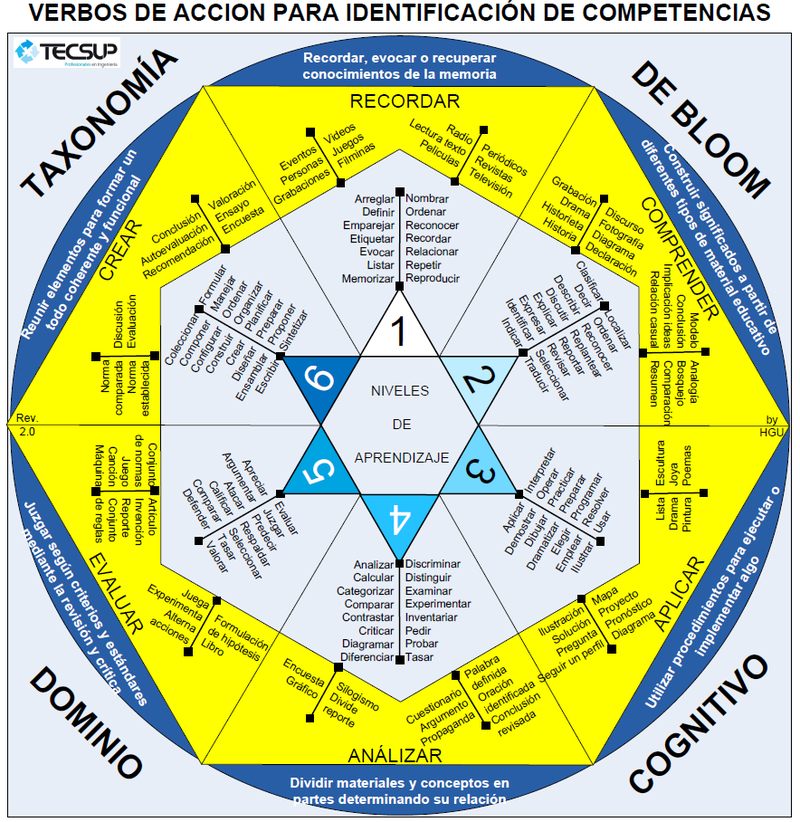 VERBOS DE ACCION PARA IDENTIFICACIÓN DE COMPETENCIAS
TECSUP
Profesionales en Ingeniería
TAXONOMÍA
DE BLOOM
DOMINIO
COGNITIVO
Rev.
2.0
by
HGU
NIVELES
DE
APRENDIZAJE
1
Recordar, evocar o recuperar
conocimientos de la memoria
RECORDAR
Eventos
Personas
Grabaciones
Videos
Juegos
Filminas
Radio
Lectura texto
Películas
Periódicos
Revistas
Televisión
Arreglar
Definir
Emparejar
Etiquetar
Evocar
Listar
Memorizar
Nombrar
Ordenar
Reconocer
Recordar
Relacionar
Repetir
Reproducir
2
Construir significados a partir de
diferentes tipos de material educativo
COMPRENDER
Grabación
Drama
Historieta
Historia
Discurso
Fotografía
Diagrama
Declaración
Modelo
Conclusión
Implicación ideas
Relación casual
Analogía
Bosquejo
Comparación
Resumen
Clasificar
Decir
Describir
Discutir
Explicar
Expresar
Identificar
Indicar
Localizar
Ordenar
Reconocer
Replantear
Reportar
Revisar
Seleccionar
Traducir
3
Utilizar procedimientos para ejecutar o
implementar algo
APLICAR
Escultura
Joya
Poemas
Lista
Drama
Pintura
Ilustración
Solución
Pregunta
Seguir un perfil
Mapa
Proyecto
Pronóstico
Diagrama
Interpretar
Operar
Practicar
Preparar
Programar
Resolver
Usar
Aplicar
Demostrar
Dibujar
Dramatizar
Elegir
Emplear
Ilustrar
4
Dividir materiales y conceptos en
partes determinando su relación
ANÁLIZAR
Cuestionario
Argumento
Propaganda
Palabra
definida
Oración
identificada
Conclusión
revisada
Encuesta
Gráfico
Silogismo
Divide
reporte
Analizar
Calcular
Categorizar
Comparar
Contrastar
Criticar
Diagramar
Diferenciar
Discriminar
Distinguir
Examinar
Experimentar
Inventariar
Pedir
Probar
Tasar
5
Juzgar según criterios y estándares
mediante la revisión y crítica
EVALUAR
Juega
Experimenta
Alterna
acciones
Formulación
de hipótesis
Libro
Conjunto
de normas
Juego
Canción
Máquina
Artículo
Invención
Reporte
Conjunto
de reglas
Apreciar
Argumentar
Atacar
Calificar
Comparar
Defender
Evaluar
Juzgar
Predecir
Respaldar
Seleccionar
Tasar
Valorar
6
Reunir elementos para formar un
todo coherente y funcional
CREAR
Conclusión
Autoevaluación
Recomendación
Valoración
Ensayo
Encuesta
Discusión
Evaluación
Norma
comparada
Norma
establecida
Coleccionar
Componer
Configurar
Construir
Crear
Diseñar
Ensamblar
Escribir
Formular
Manejar
Ordenar
Organizar
Planificar
Preparar
Proponer
Sintetizar